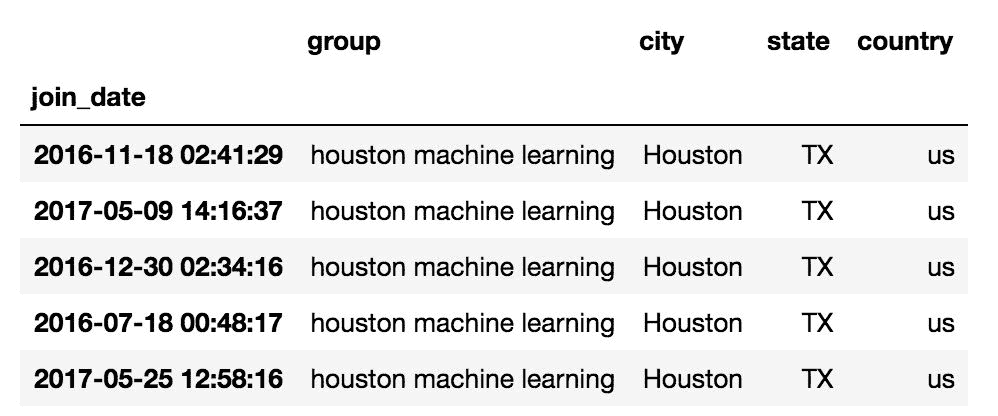 group city state country
join_date
2016-11-18 02:41:29 houston machine learning Houston TX us
2017-05-09 14:16:37 houston machine learning Houston TX us
2016-12-30 02:34:16 houston machine learning Houston TX us
2016-07-18 00:48:17 houston machine learning Houston TX us
2017-05-25 12:58:16 houston machine learning Houston TX us